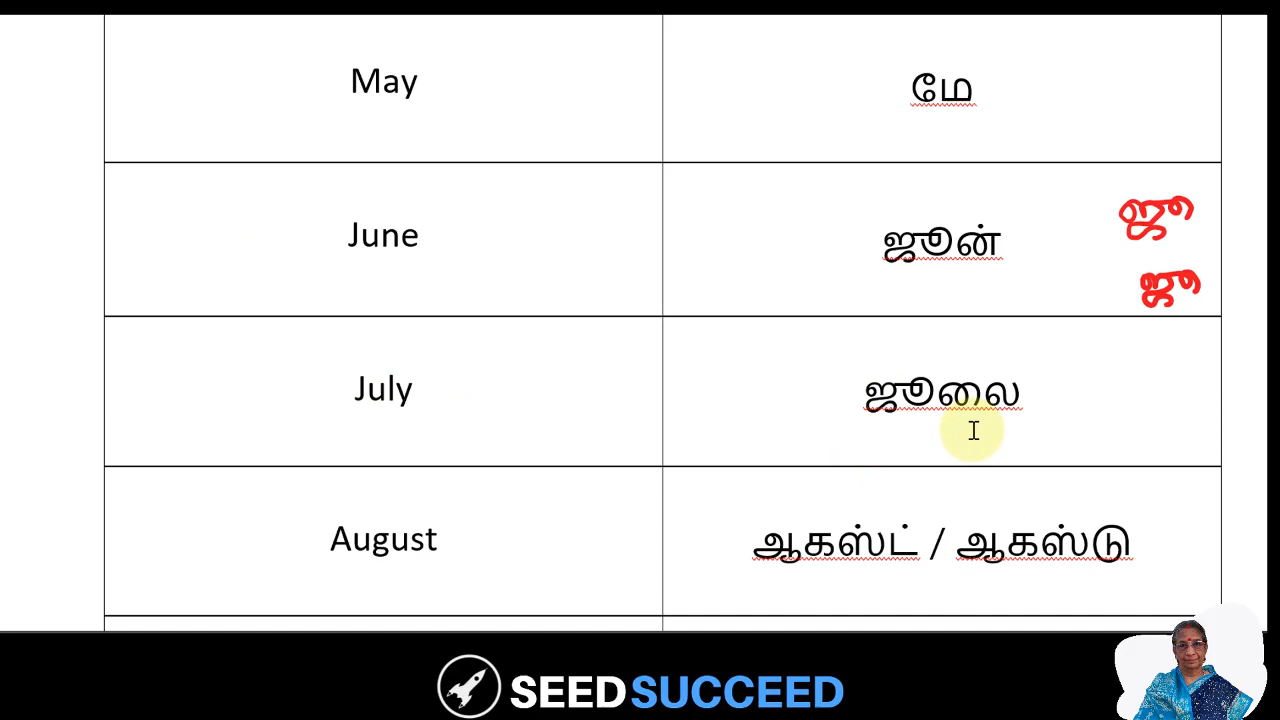 May மே
June ஜூன் ஜூ
ஜூ
July ஜூலை
August ஆகஸ்ட் / ஆகஸ்டு
SEEDSUCCEED